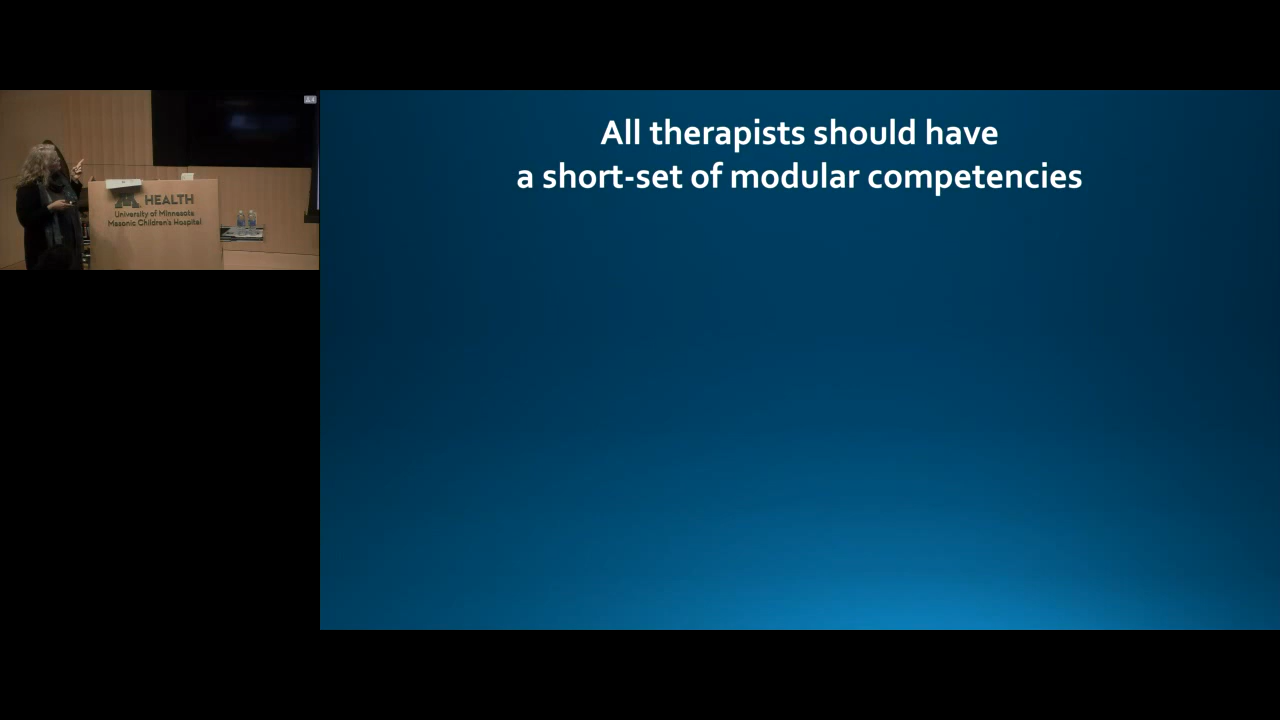 HEALTH
University of Minnesota
Masonic Children's Hospital
All therapists should have
a short-set of modular competencies